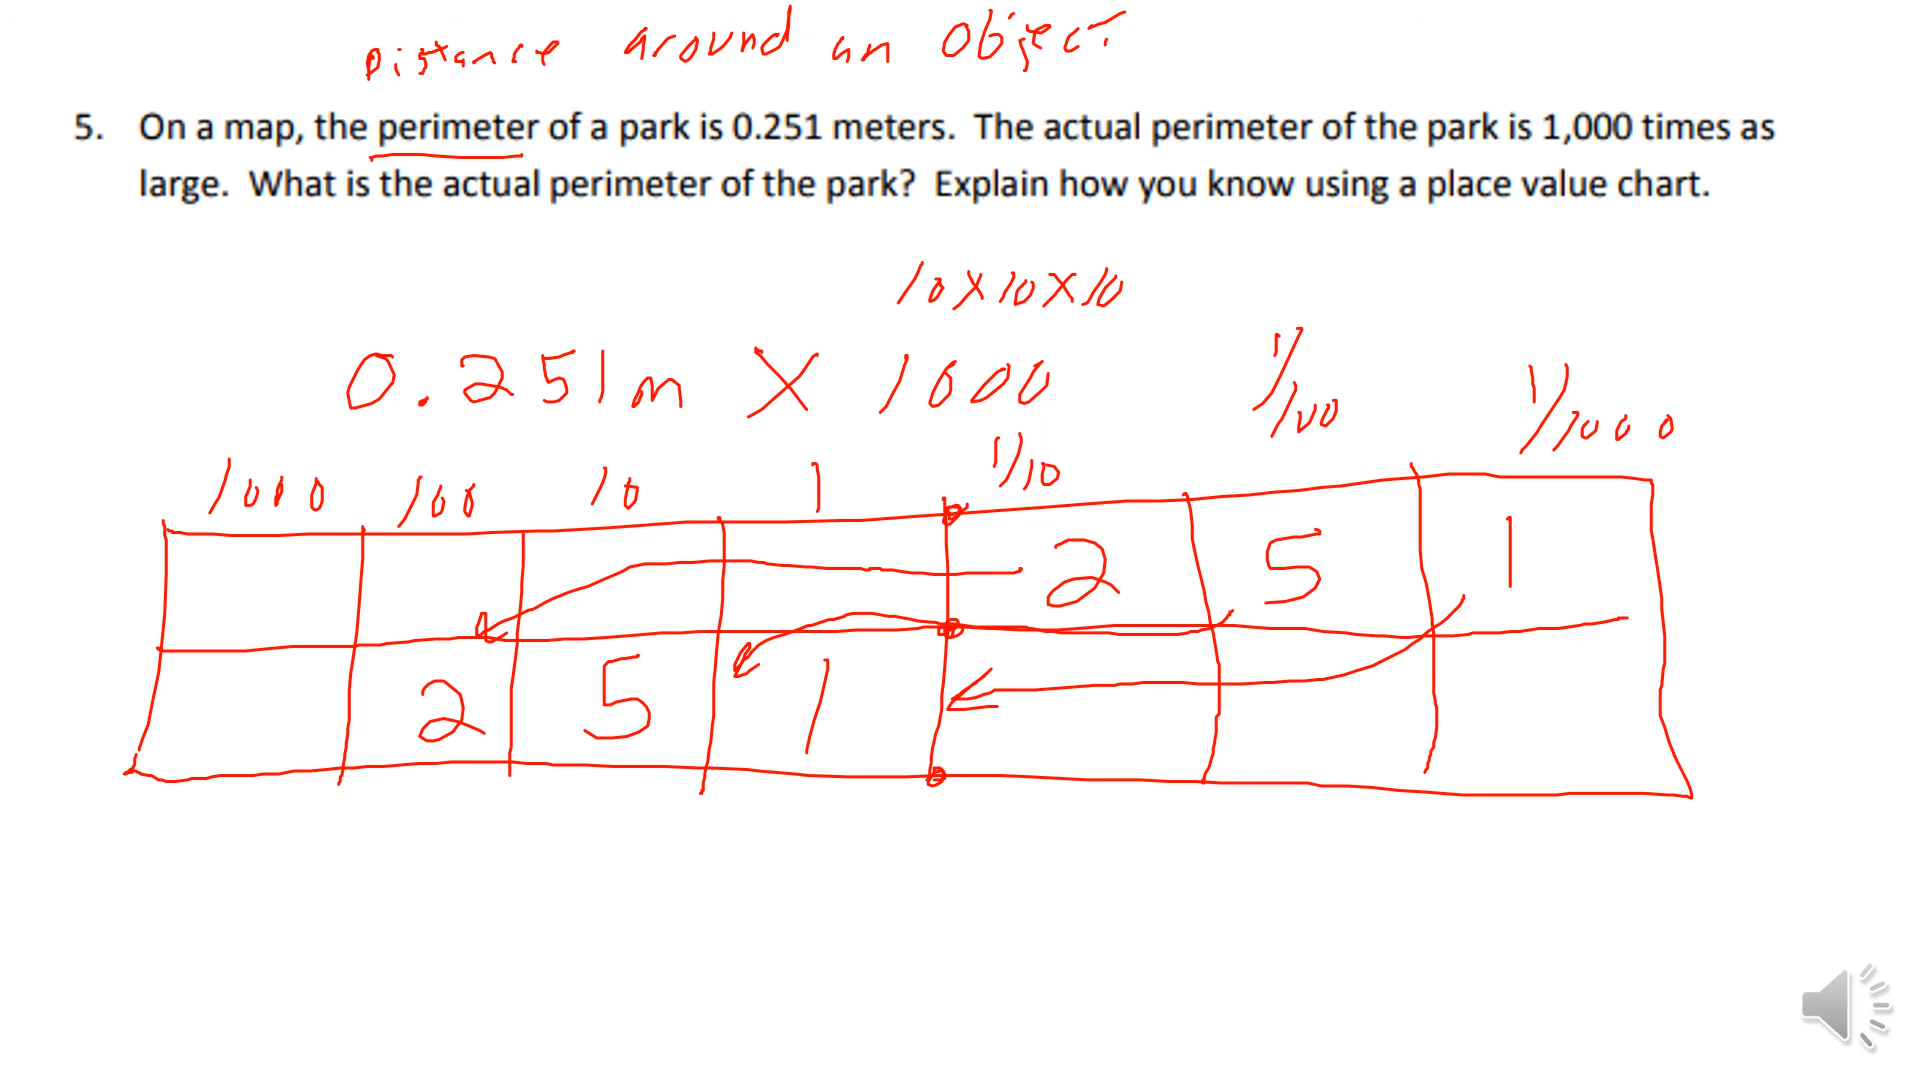 Distance around an Object
5. On a map, the perimeter of a park is 0.251 meters. The actual perimeter of the park is 1,000 times as
large. What is the actual perimeter of the park? Explain how you know using a place value chart.
10 X 10 X 10
0.251m X 1000
1000 100 10 1 1/10 1/100 1/1000
2 5 1
2 5 1